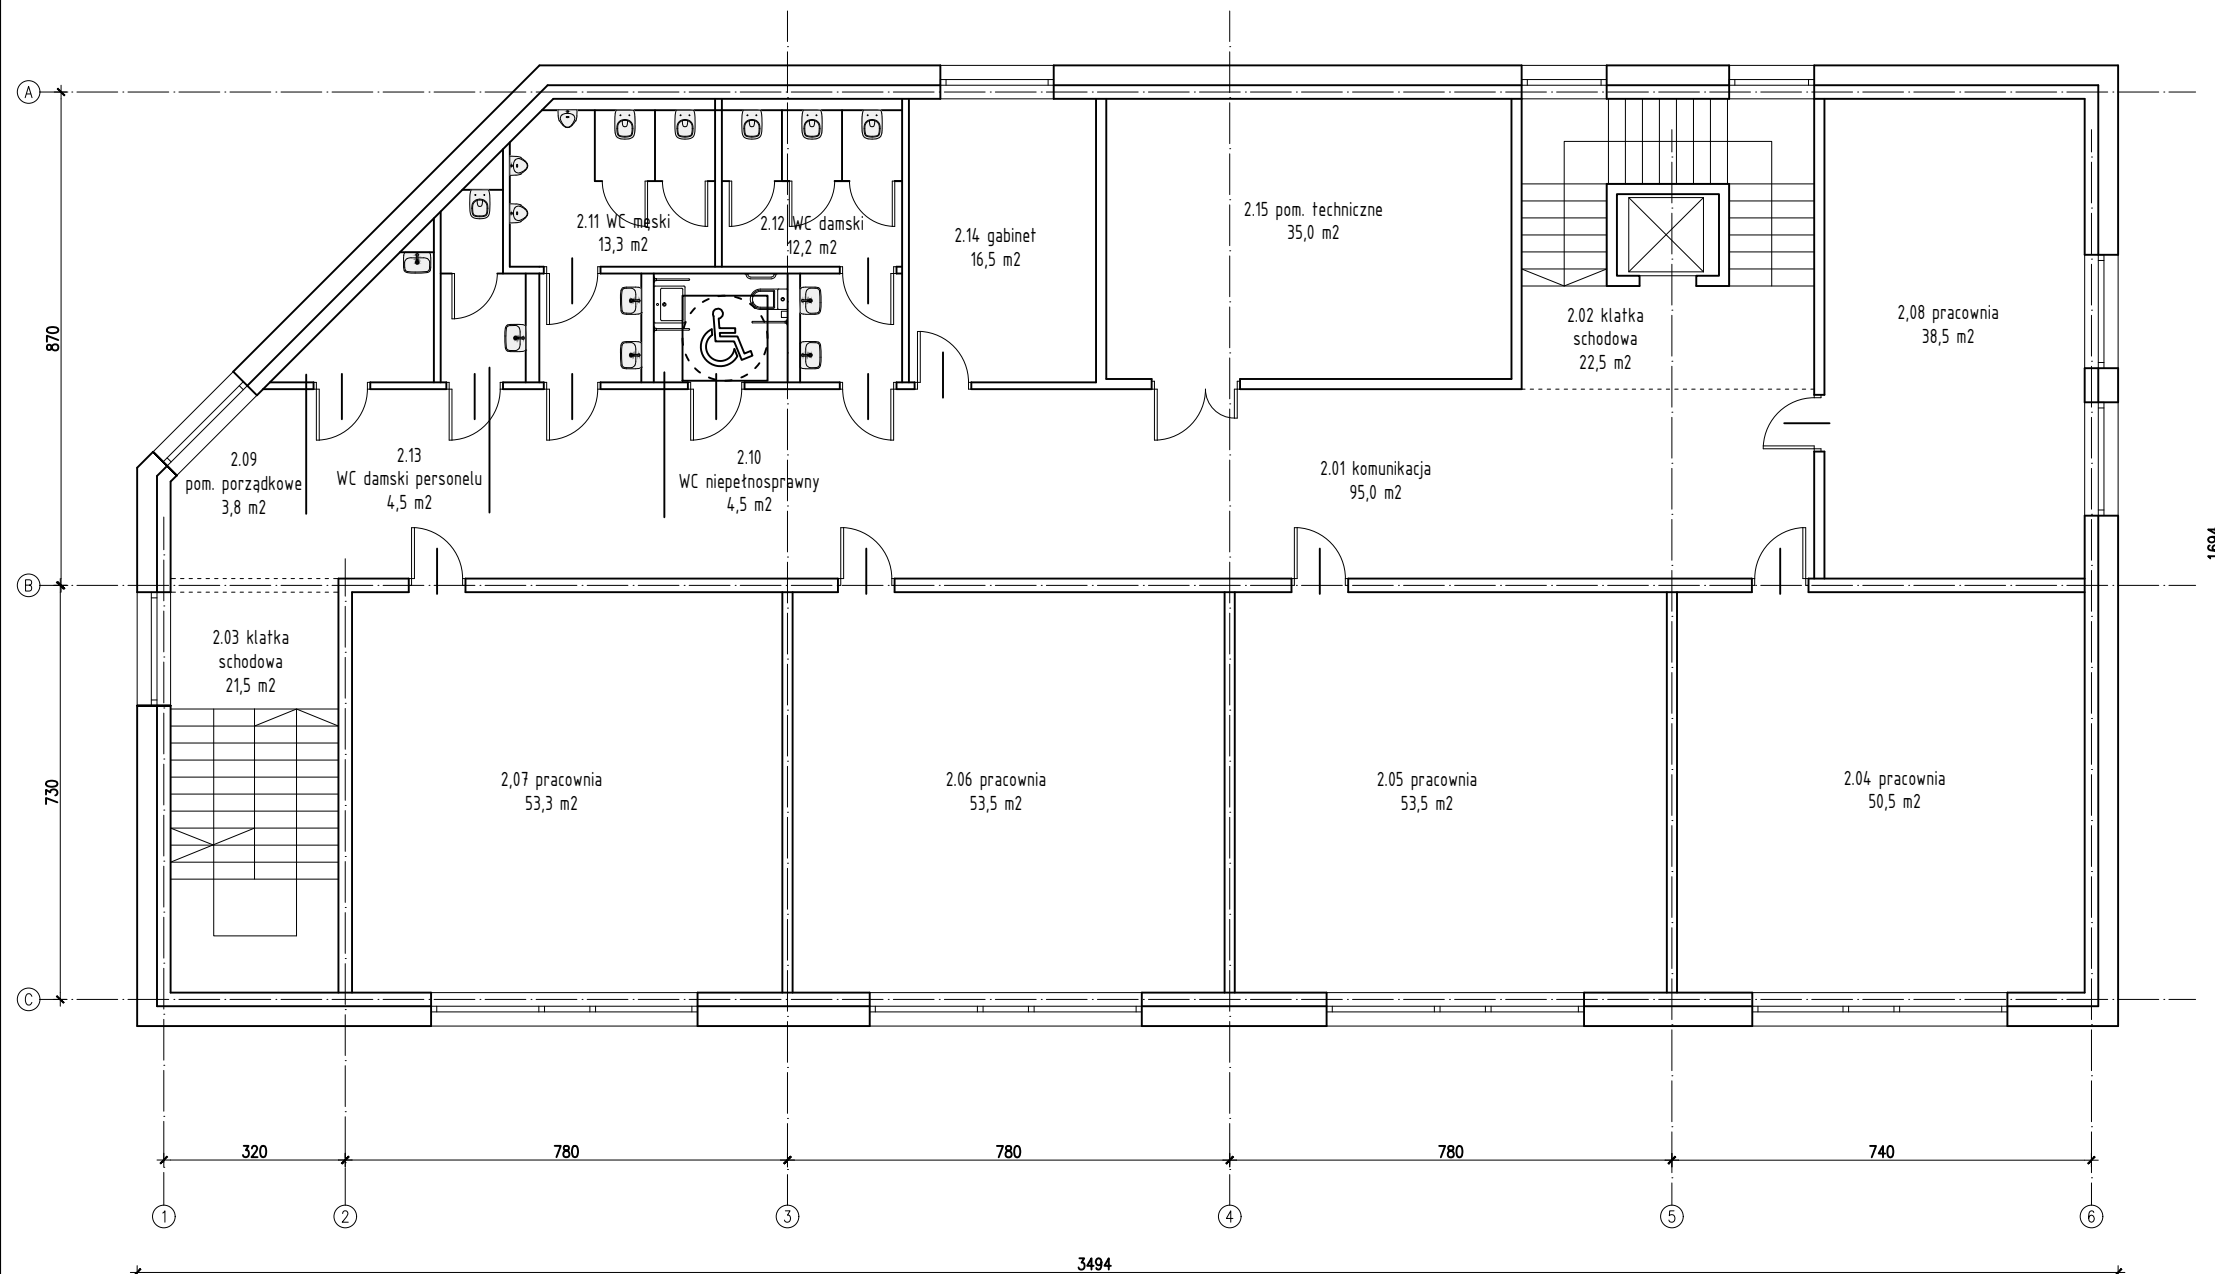 A
2.11 WC męski
13,3 m2
2.12 WC damski
12,2 m2
2.14 gabinet
16,5 m2
2.15 pom. techniczne
35,0 m2
2.02 klatka
schodowa
22,5 m2
2,08 pracownia
38,5 m2
870
2.09
pom. porządkowe
3,8 m2
2.13
WC damski personelu
4,5 m2
2.10
WC niepełnosprawny
4,5 m2
2.01 komunikacja
95,0 m2
1694
B
2.03 klatka
schodowa
21,5 m2
730
2,07 pracownia
53,3 m2
2.06 pracownia
53,5 m2
2.05 pracownia
53,5 m2
2.04 pracownia
50,5 m2
C
320
780
780
780
740
1
2
3
4
5
6
3494